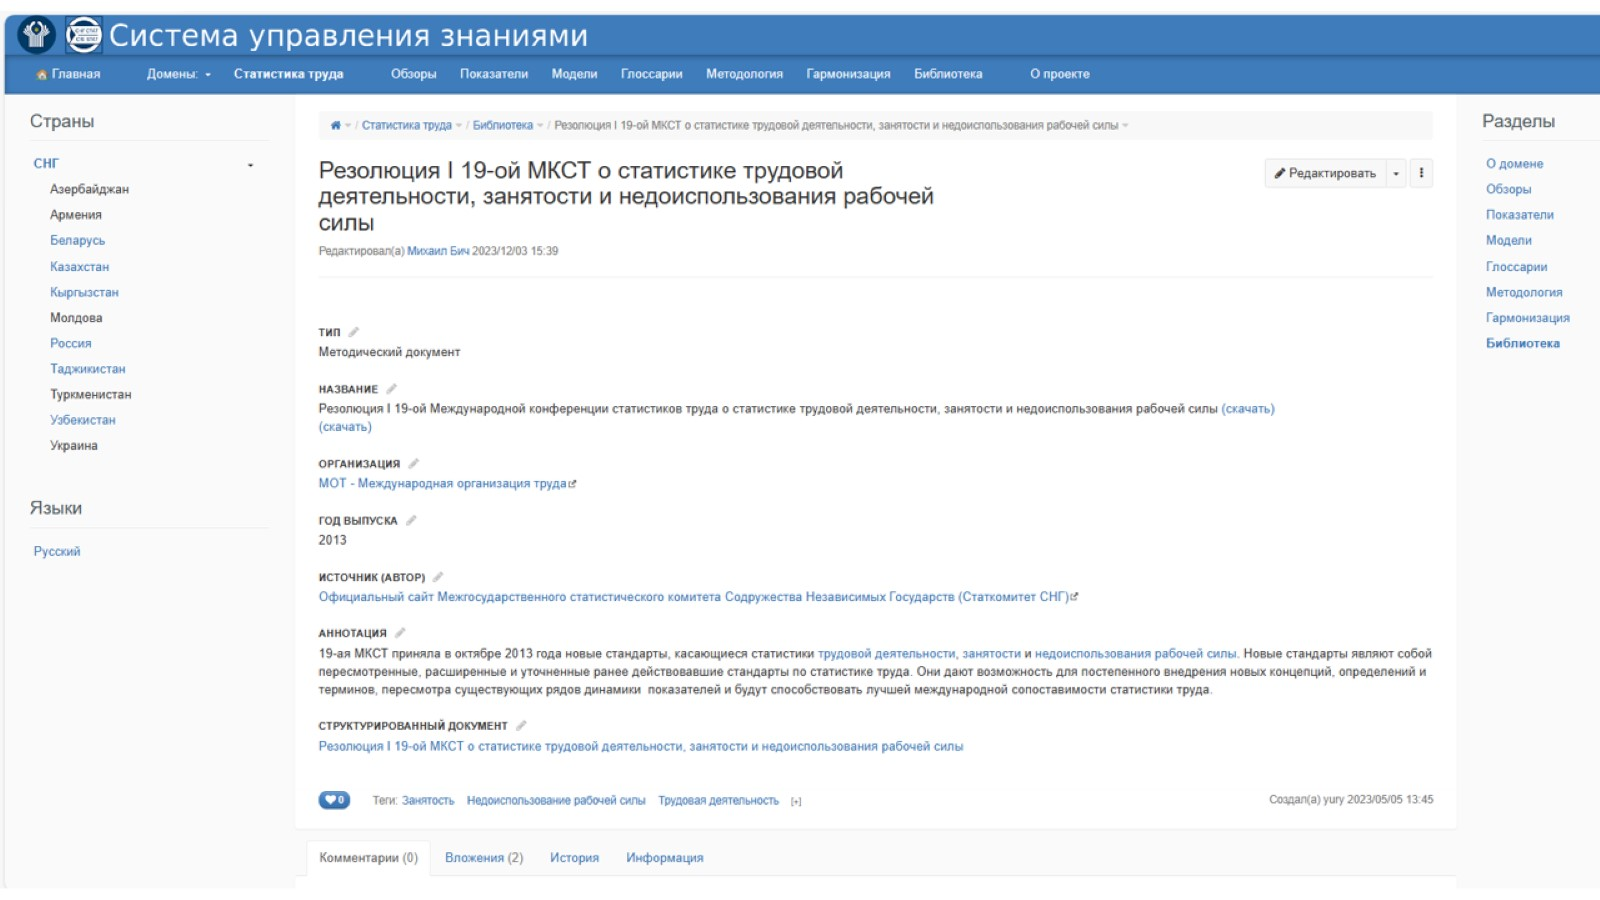 Система управления знаниями
Главная Домены: Статистика труда Обзоры Показатели Модели Глоссарии Методология Гармонизация Библиотека О проекте
Страны
СНГ
Азербайджан
Армения
Беларусь
Казахстан
Кыргызстан
Молдова
Россия
Таджикистан
Туркменистан
Узбекистан
Украина
Языки
Русский
/ Статистика труда / Библиотека / Резолюция I 19-ой МКСТ о статистике трудовой деятельности, занятости и недоиспользования рабочей силы
Резолюция I 19-ой МКСТ о статистике трудовой
деятельности, занятости и недоиспользования рабочей
силы
Редактировать
Редактировал(а) Михаил Бич 2023/12/03 15:39
ТИП
Методический документ
НАЗВАНИЕ
Резолюция I 19-ой Международной конференции статистиков труда о статистике трудовой деятельности, занятости и недоиспользования рабочей силы (скачать)
(скачать)
ОРГАНИЗАЦИЯ
МОТ - Международная организация труда
ГОД ВЫПУСКА
2013
ИСТОЧНИК (АВТОР)
Официальный сайт Межгосударственного статистического комитета Содружества Независимых Государств (Статкомитет СНГ)
АННОТАЦИЯ
19-ая МКСТ приняла в октябре 2013 года новые стандарты, касающиеся статистики трудовой деятельности, занятости и недоиспользования рабочей силы. Новые стандарты являют собой
пересмотренные, расширенные и уточненные ранее действовавшие стандарты по статистике труда. Они дают возможность для постепенного внедрения новых концепций, определений и
терминов, пересмотра существующих рядов динамики показателей и будут способствовать лучшей международной сопоставимости статистики труда.
СТРУКТУРИРОВАННЫЙ ДОКУМЕНТ
Резолюция I 19-ой МКСТ о статистике трудовой деятельности, занятости и недоиспользования рабочей силы
0 Теги: Занятость Недоиспользование рабочей силы Трудовая деятельность [+]
Создал(а) yury 2023/05/05 13:45
Комментарии (0) Вложения (2) История Информация
Разделы
О домене
Обзоры
Показатели
Модели
Глоссарии
Методология
Гармонизация
Библиотека